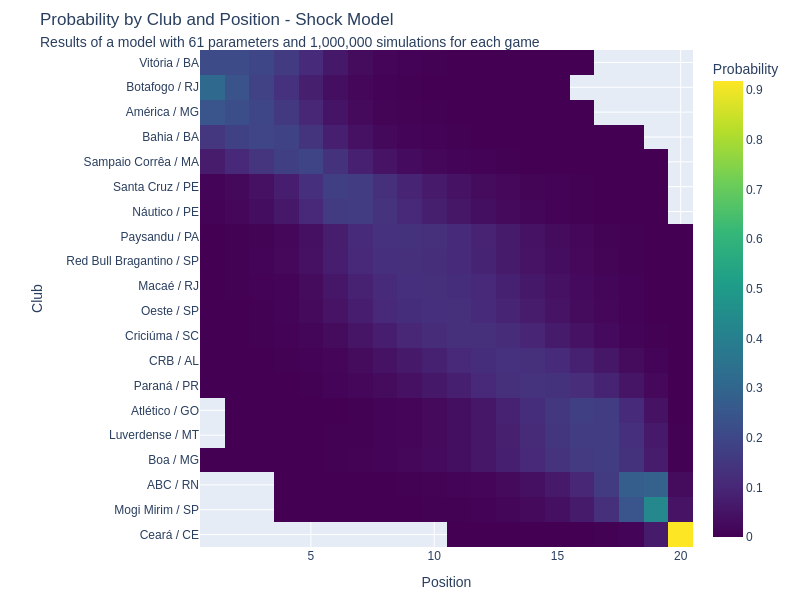 Probability by Club and Position - Shock Model
Results of a model with 61 parameters and 1,000,000 simulations for each game
Probability
Club
Vitória / BA
Botafogo / RJ
América / MG
Bahia / BA
Sampaio Corrêa / MA
Santa Cruz / PE
Náutico / PE
Paysandu / PA
Red Bull Bragantino / SP
Macaé / RJ
Oeste / SP
Criciúma / SC
CRB / AL
Paraná / PR
Atlético / GO
Luverdense / MT
Boa / MG
ABC / RN
Mogi Mirim / SP
Ceará / CE
0.9
0.8
0.7
0.6
0.5
0.4
0.3
0.2
0.1
0
5 10 15 20
Position